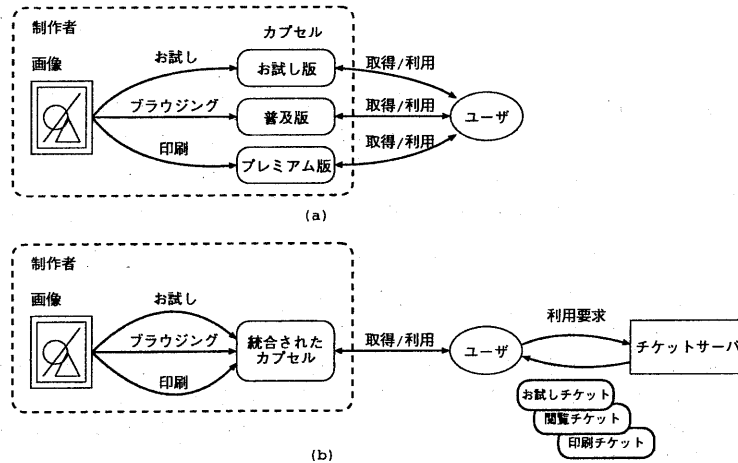 制作者
カプセル
画像
お試し
お試し版
取得/利用
ブラウジング
普及版
取得/利用
ユーザ
印刷
プレミアム版
取得/利用
(a)
制作者
画像
お試し
ブラウジング
統合された
カプセル
取得/利用
ユーザ
利用要求
チケットサーバ
印刷
お試しチケット
閲覧チケット
印刷チケット
(b)